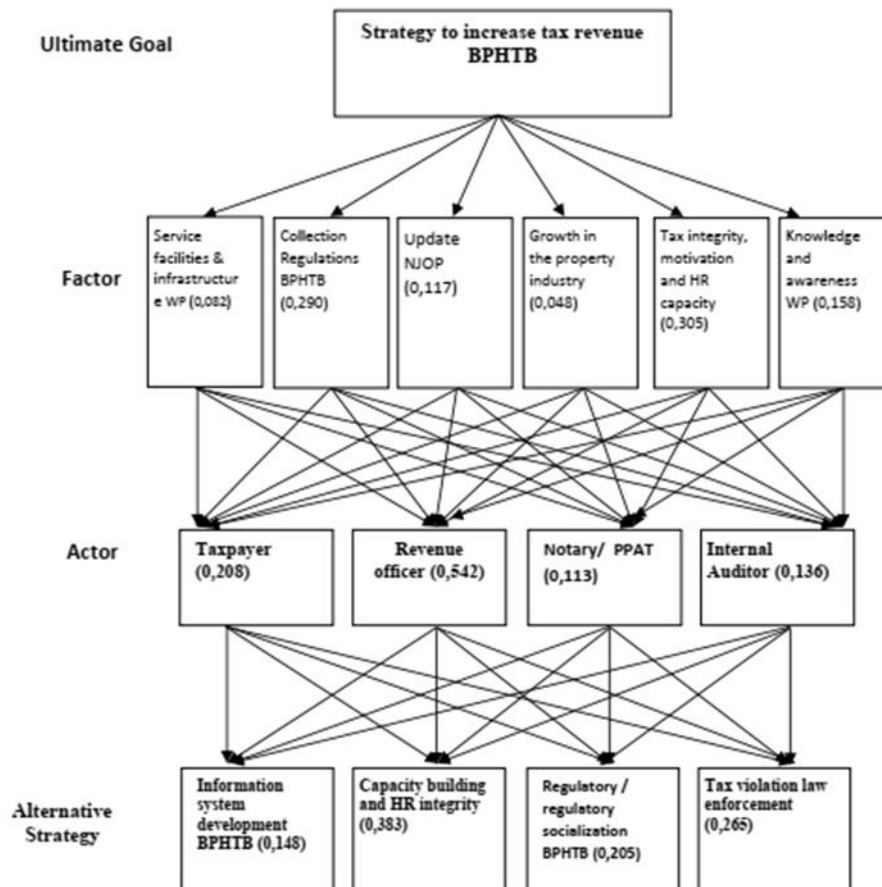 Ultimate Goal
Strategy to increase tax revenue
BPHTB
Factor
Service
facilities &
infrastructur
e WP (0,082)
Collection
Regulations
BPHTB
(0,290)
Update
NJOP
(0,117)
Growth in
the property
industry
(0,048)
Tax integrity,
motivation
and HR
capacity
(0,305)
Knowledge
and
awareness
WP (0,158)
Actor
Taxpayer
(0,208)
Revenue
officer (0,542)
Notary/ PPAT
(0,113)
Internal
Auditor (0,136)
Alternative
Strategy
Information
system
development
BPHTB (0,148)
Capacity building
and HR integrity
(0,383)
Regulatory /
regulatory
socialization
BPHTB (0,205)
Tax violation law
enforcement
(0,265)